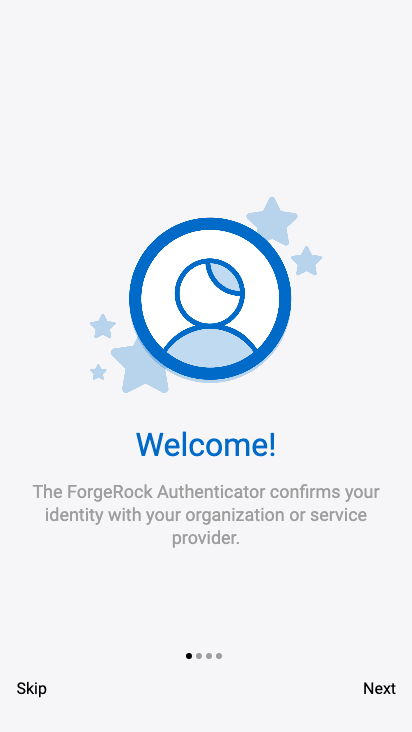 Welcome!
The ForgeRock Authenticator confirms your
identity with your organization or service
provider.
Skip
Next